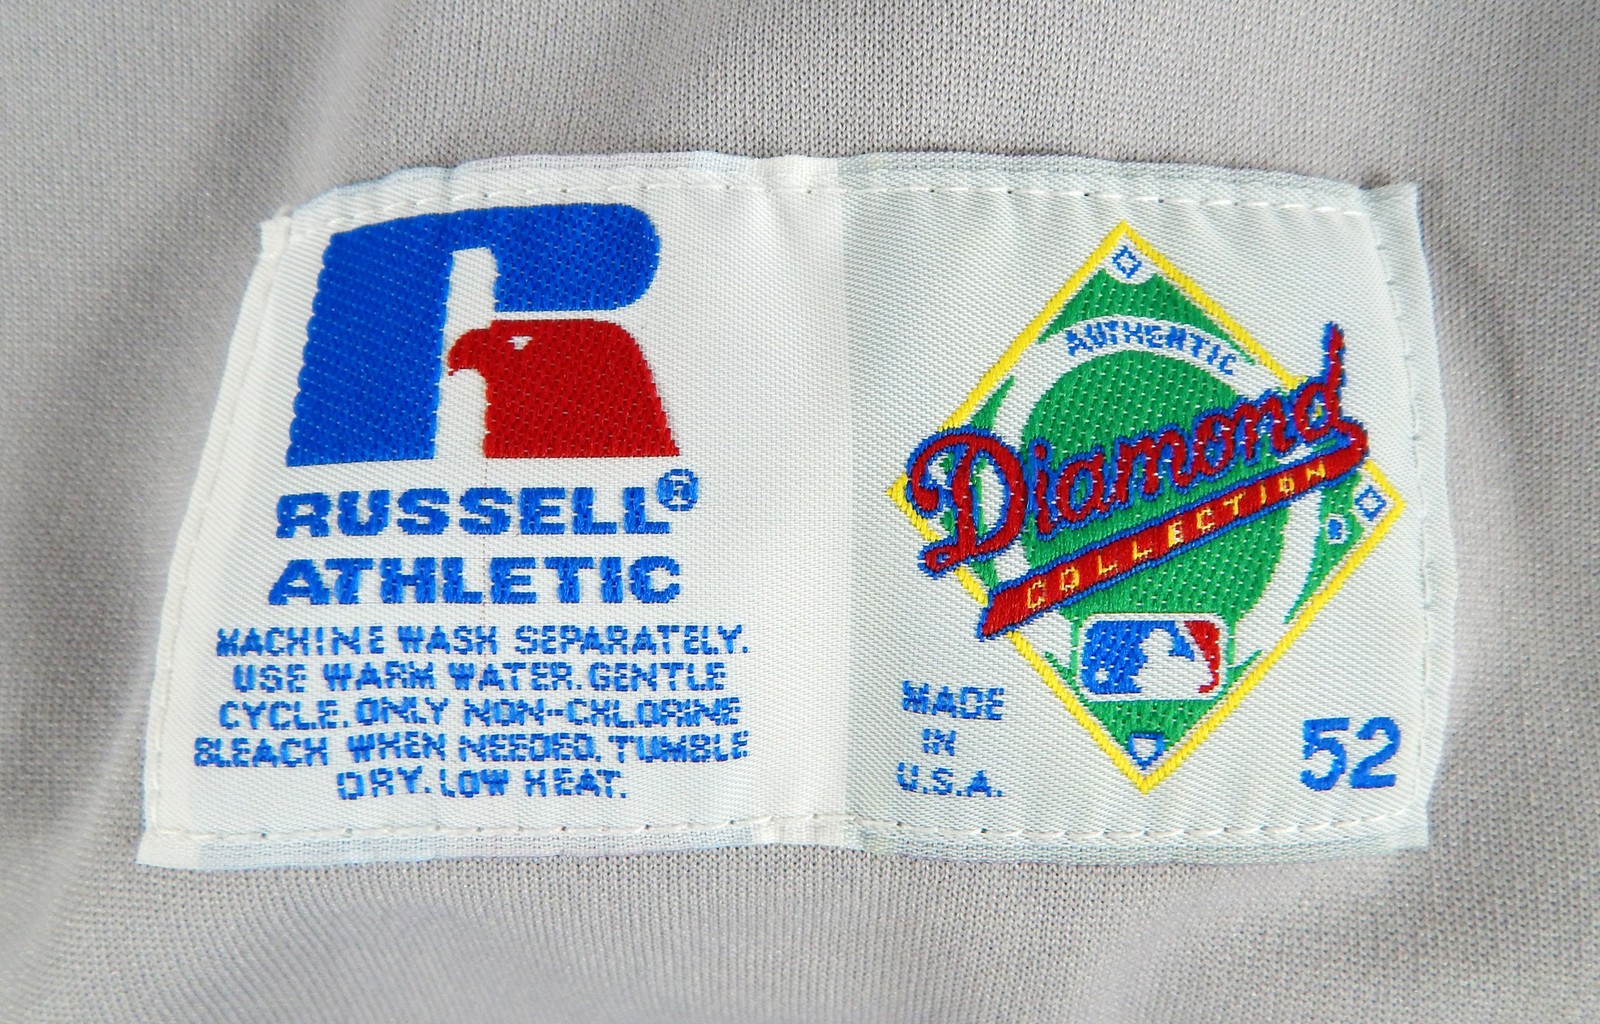 RUSSELL®
ATHLETIC
MACHINE WASH SEPARATELY.
USE WARM WATER. GENTLE
CYCLE. ONLY NON-CHLORINE
BLEACH WHEN NEEDED. TUMBLE
DRY. LOW HEAT.
AUTHENTIC
Diamond
COLLECTION
MADE
IN
U.S.A.
52